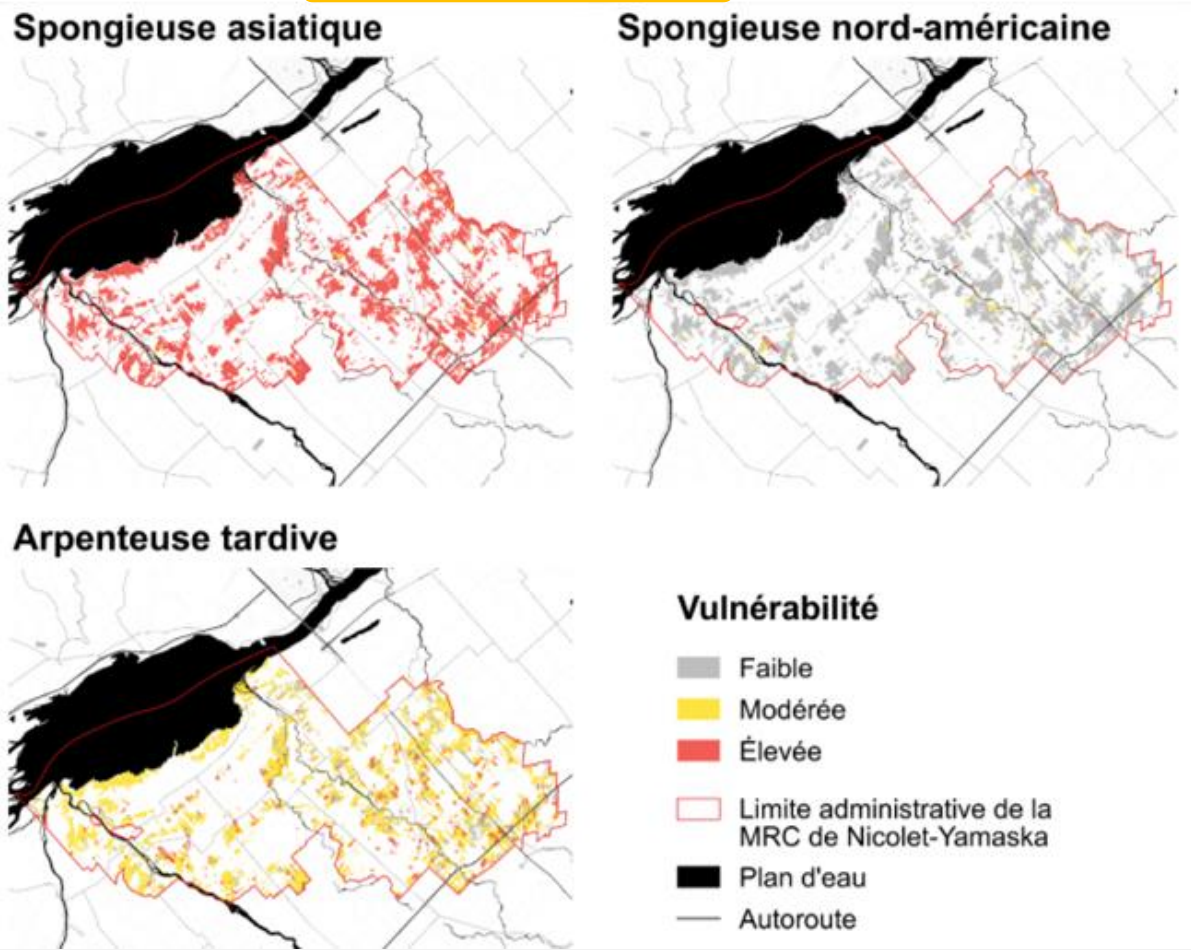 Spongieuse asiatique
Spongieuse nord-américaine
Arpenteuse tardive
Vulnérabilité
Faible
Modérée
Élevée
Limite administrative de la
MRC de Nicolet-Yamaska
Plan d'eau
Autoroute